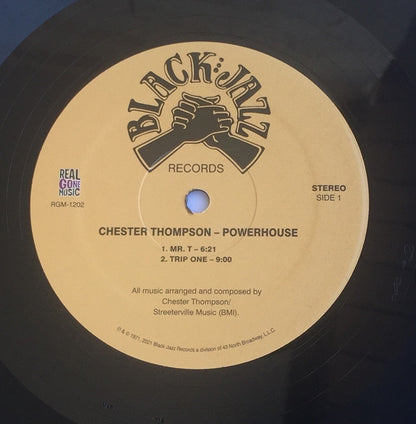 BLACK JAZZ
RECORDS
REAL
GONE
MUSIC
RGM-1202
STEREO
SIDE 1
CHESTER THOMPSON – POWERHOUSE
1. MR. T – 6:21
2. TRIP ONE – 9:00
All music arranged and composed by
Chester Thompson/
Streeterville Music (BMI).
℗ & © 1971, 2021 Black Jazz Records a division of 43 North Broadway, L.L.C.